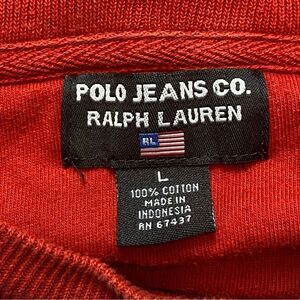 POLO JEANS CO.
RALPH LAUREN
RL
L
100% COTTON
MADE IN
INDONESIA
RN 67437